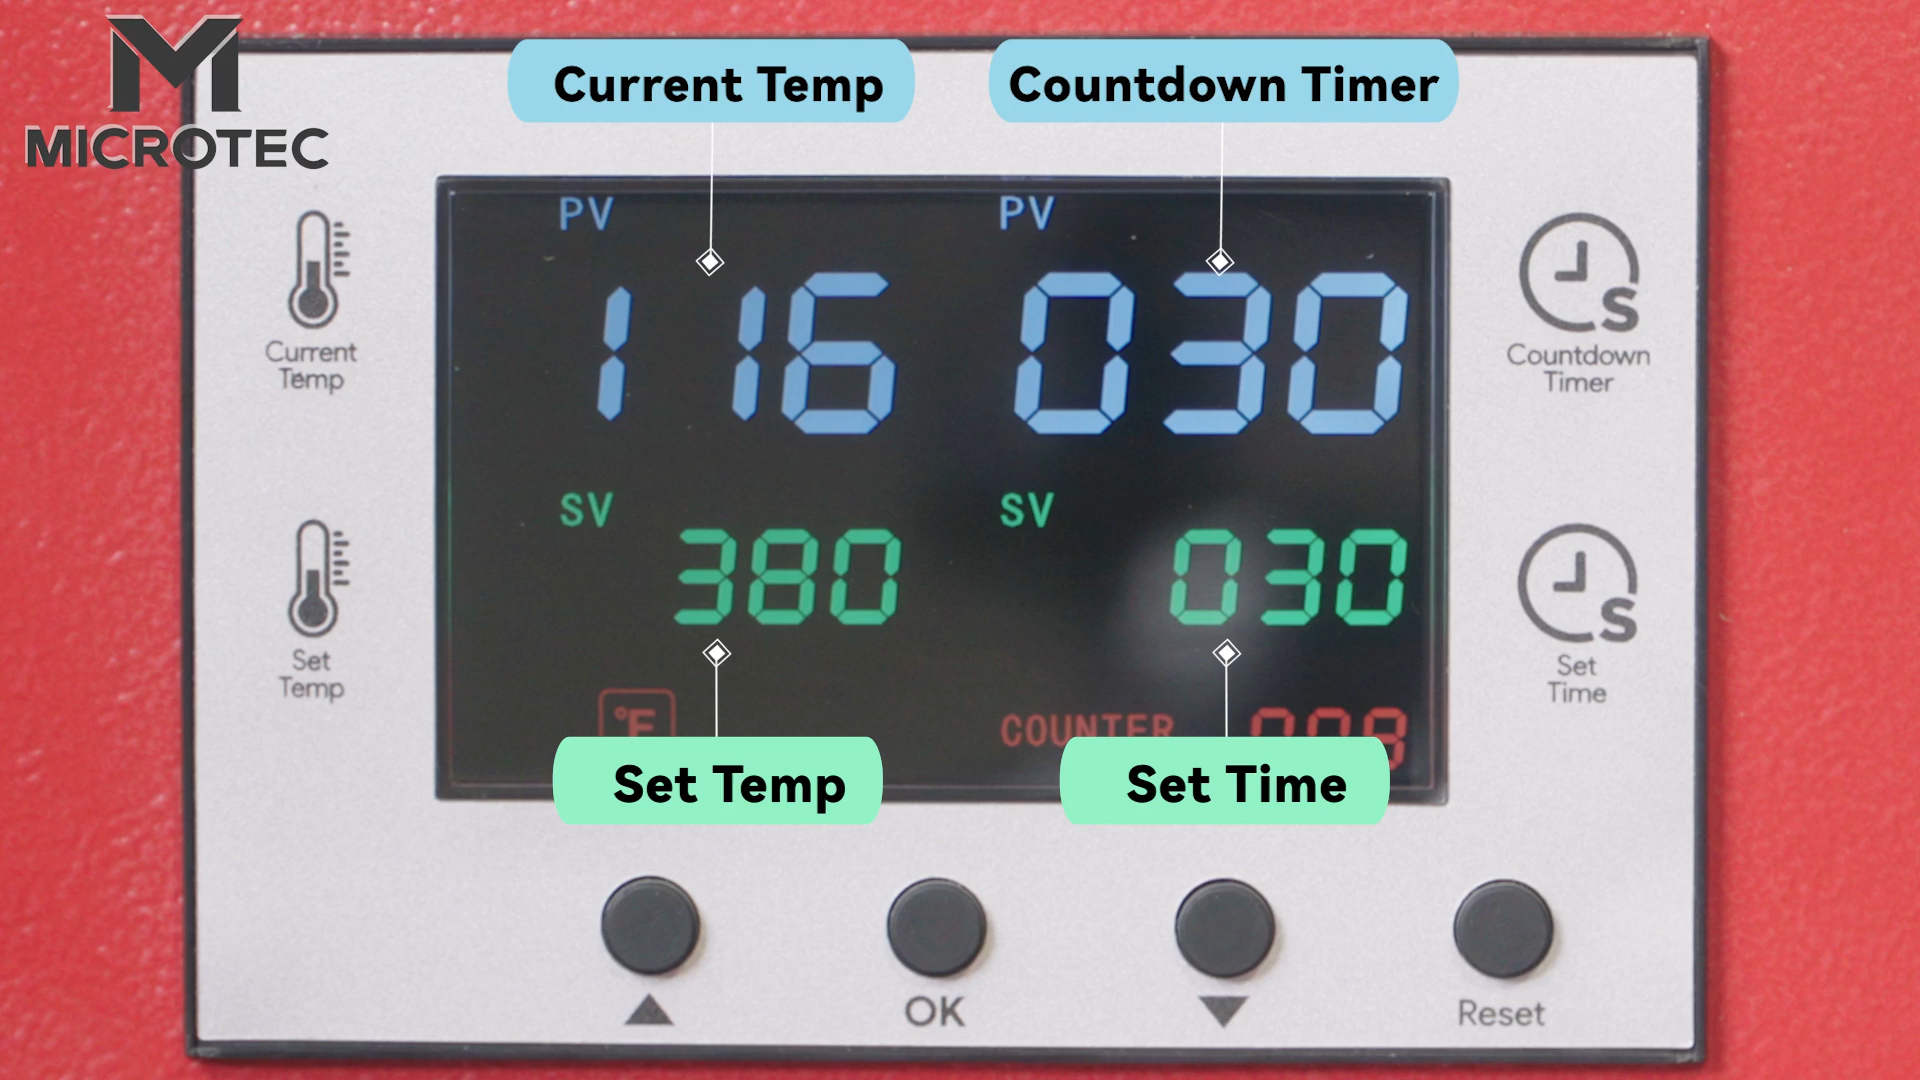 MICROTEC
Current Temp
Countdown Timer
PV
PV
116
030
Current
Temp
Countdown
Timer
S
SV
SV
380
030
Set
Temp
Set
Time
S
°F
COUNTER
Set Temp
Set Time
OK
Reset